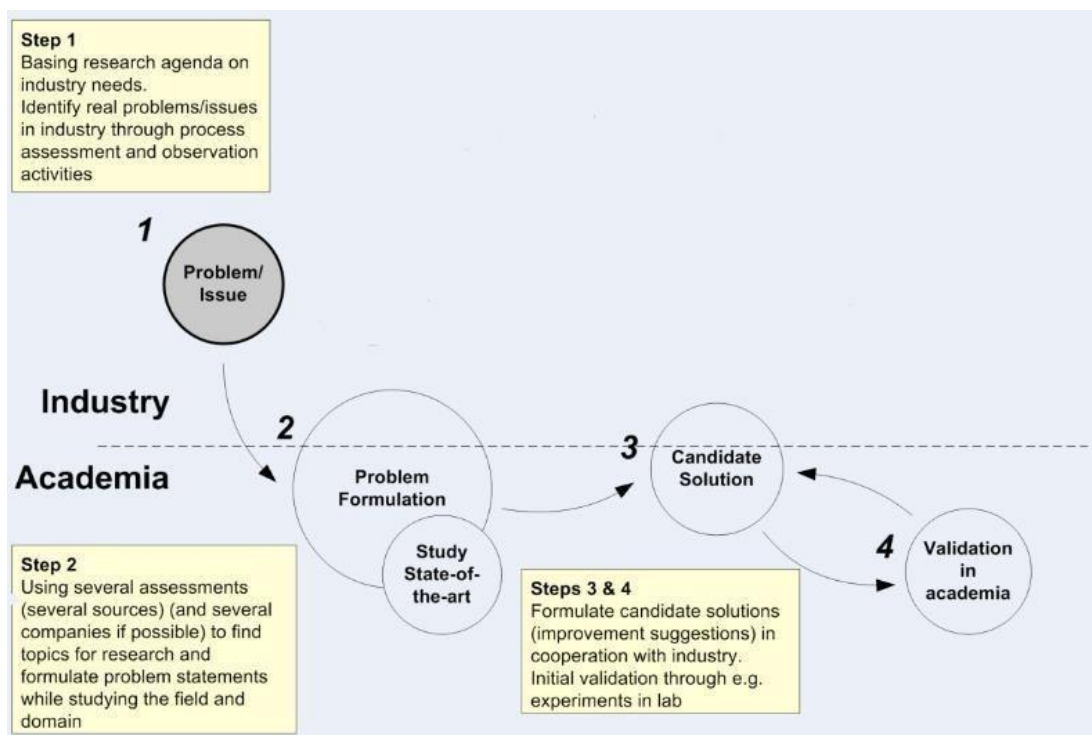 Step 1
Basing research agenda on
industry needs.
Identify real problems/issues
in industry through process
assessment and observation
activities
1
Problem/
Issue
Industry
2
3
Candidate
Solution
Academia
Problem
Formulation
4
Study
State-of-
the-art
Validation
in
academia
Step 2
Using several assessments
(several sources) (and several
companies if possible) to find
topics for research and
formulate problem statements
while studying the field and
domain
Steps 3 & 4
Formulate candidate solutions
(improvement suggestions) in
cooperation with industry.
Initial validation through e.g.
experiments in lab